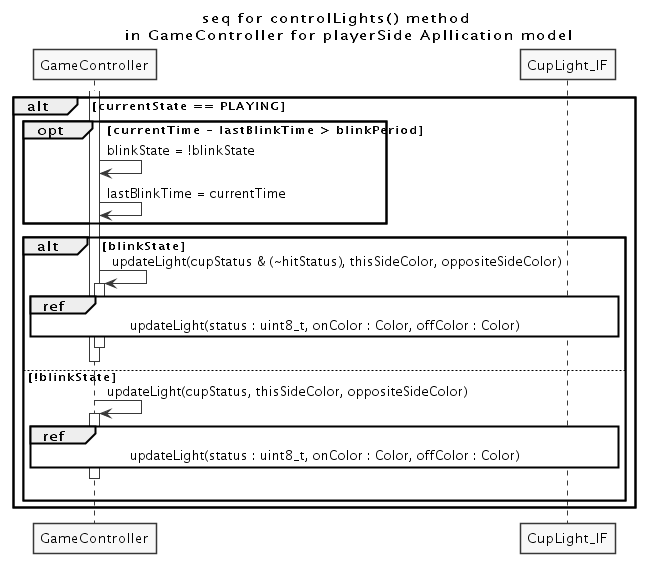 seq for controlLights() method
in GameController for playerSide Apllication model
GameController
CupLight_IF
alt
[currentState == PLAYING]
opt
[currentTime - lastBlinkTime > blinkPeriod]
blinkState = !blinkState
lastBlinkTime = currentTime
alt
[blinkState]
updateLight(cupStatus & (~hitStatus), thisSideColor, oppositeSideColor)
ref
updateLight(status : uint8_t, onColor : Color, offColor : Color)
[!blinkState]
updateLight(cupStatus, thisSideColor, oppositeSideColor)
ref
updateLight(status : uint8_t, onColor : Color, offColor : Color)
GameController
CupLight_IF